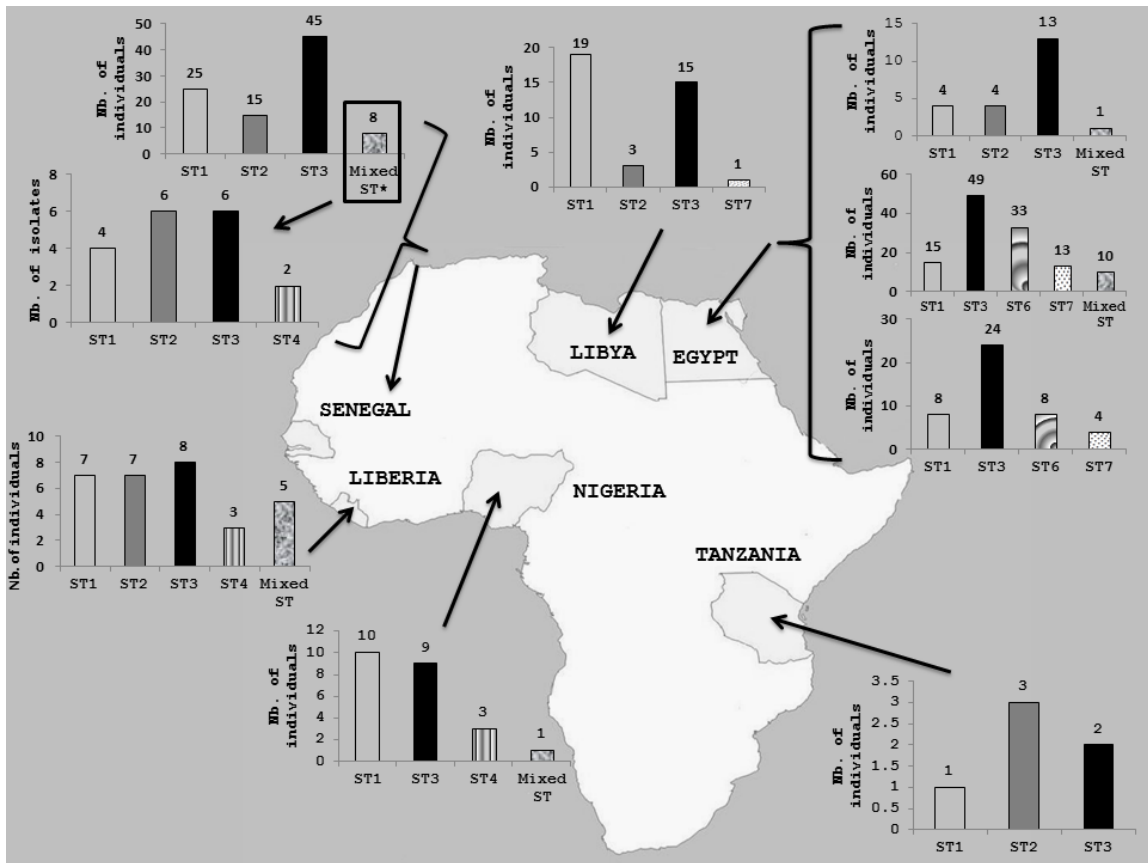 Nb. of
individuals
50
40
30
20
10
0
25
15
45
8
ST1
ST2
ST3
Mixed
ST*
Nb. of isolates
8
6
4
2
0
4
6
6
2
ST1
ST2
ST3
ST4
Nb. of
individuals
20
15
10
5
0
19
3
15
1
ST1
ST2
ST3
ST7
Nb. of
individuals
15
10
5
0
4
4
13
1
ST1
ST2
ST3
Mixed
ST
Nb. of
individuals
60
40
20
0
15
49
33
13
10
ST1
ST3
ST6
ST7
Mixed
ST
Nb. of
individuals
30
20
10
0
8
24
8
4
ST1
ST3
ST6
ST7
LIBYA
EGYPT
SENEGAL
LIBERIA
NIGERIA
TANZANIA
Nb.of individuals
10
8
6
4
2
0
7
7
8
3
5
ST1
ST2
ST3
ST4
Mixed
ST
Nb. of
individuals
12
10
8
6
4
2
0
10
9
3
1
ST1
ST3
ST4
Mixed
ST
Nb. of
individuals
3.5
3
2.5
2
1.5
1
0.5
0
1
3
2
ST1
ST2
ST3